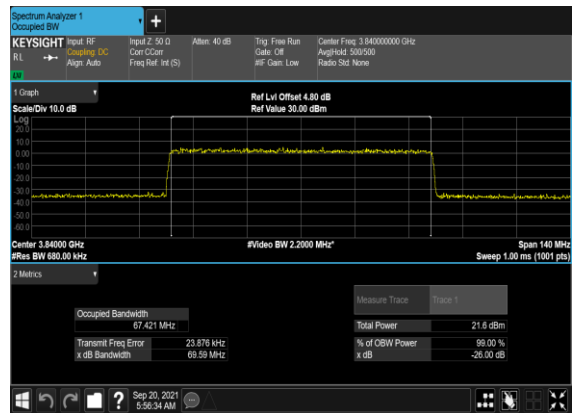 Spectrum Analyzer 1
Occupied BW
+
KEYSIGHT Input: RF Input Z: 50 Ω Atten: 40 dB Trig: Free Run Center Freq: 3.840000000 GHz
R L Coupling: DC Corr CCorr Gate: Off Avg|Hold: 500/500
Align: Auto Freq Ref: Int (S) #IF Gain: Low Radio Std: None
1 Graph
Ref Lvl Offset 4.80 dB
Scale/Div 10.0 dB Ref Value 30.00 dBm
Log
20.0
10.0
0.00
-10.0
-20.0
-30.0
-40.0
-50.0
-60.0
Center 3.84000 GHz #Video BW 2.2000 MHz* Span 140 MHz
#Res BW 680.00 kHz Sweep 1.00 ms (1001 pts)
2 Metrics
Measure Trace Trace 1
Occupied Bandwidth
67.421 MHz Total Power 21.6 dBm
Transmit Freq Error 23.876 kHz % of OBW Power 99.00 %
x dB Bandwidth 69.59 MHz x dB -26.00 dB
? Sep 20, 2021
5:56:34 AM